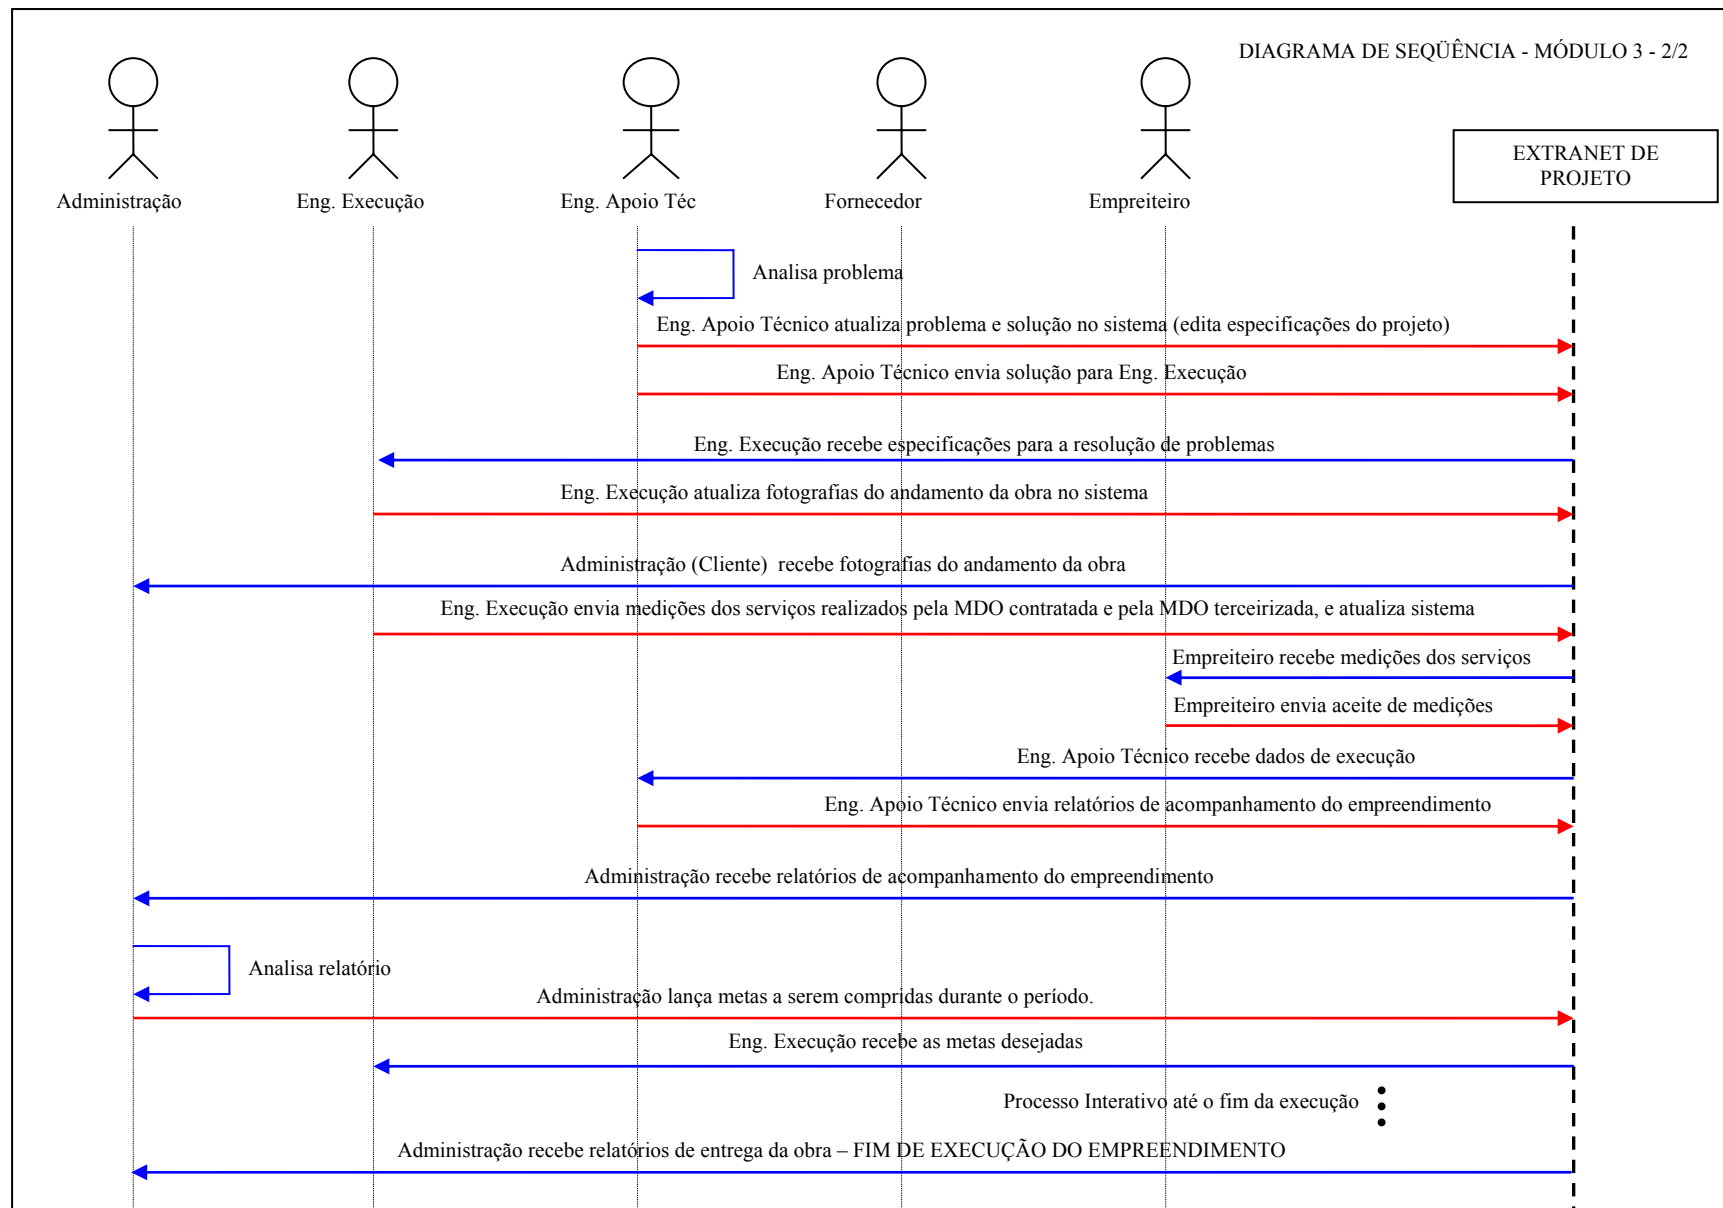 DIAGRAMA DE SEQÜÊNCIA - MÓDULO 3 - 2/2
EXTRANET DE
PROJETO
Administração
Eng. Execução
Eng. Apoio Téc
Fornecedor
Empreiteiro
Analisa problema
Eng. Apoio Técnico atualiza problema e solução no sistema (edita especificações do projeto)
Eng. Apoio Técnico envia solução para Eng. Execução
Eng. Execução recebe especificações para a resolução de problemas
Eng. Execução atualiza fotografias do andamento da obra no sistema
Administração (Cliente)  recebe fotografias do andamento da obra
Eng. Execução envia medições dos serviços realizados pela MDO contratada e pela MDO terceirizada, e atualiza sistema
Empreiteiro recebe medições dos serviços
Empreiteiro envia aceite de medições
Eng. Apoio Técnico recebe dados de execução
Eng. Apoio Técnico envia relatórios de acompanhamento do empreendimento
Administração recebe relatórios de acompanhamento do empreendimento
Analisa relatório
Administração lança metas a serem compridas durante o período.
Eng. Execução recebe as metas desejadas
Processo Interativo até o fim da execução
Administração recebe relatórios de entrega da obra – FIM DE EXECUÇÃO DO EMPREENDIMENTO